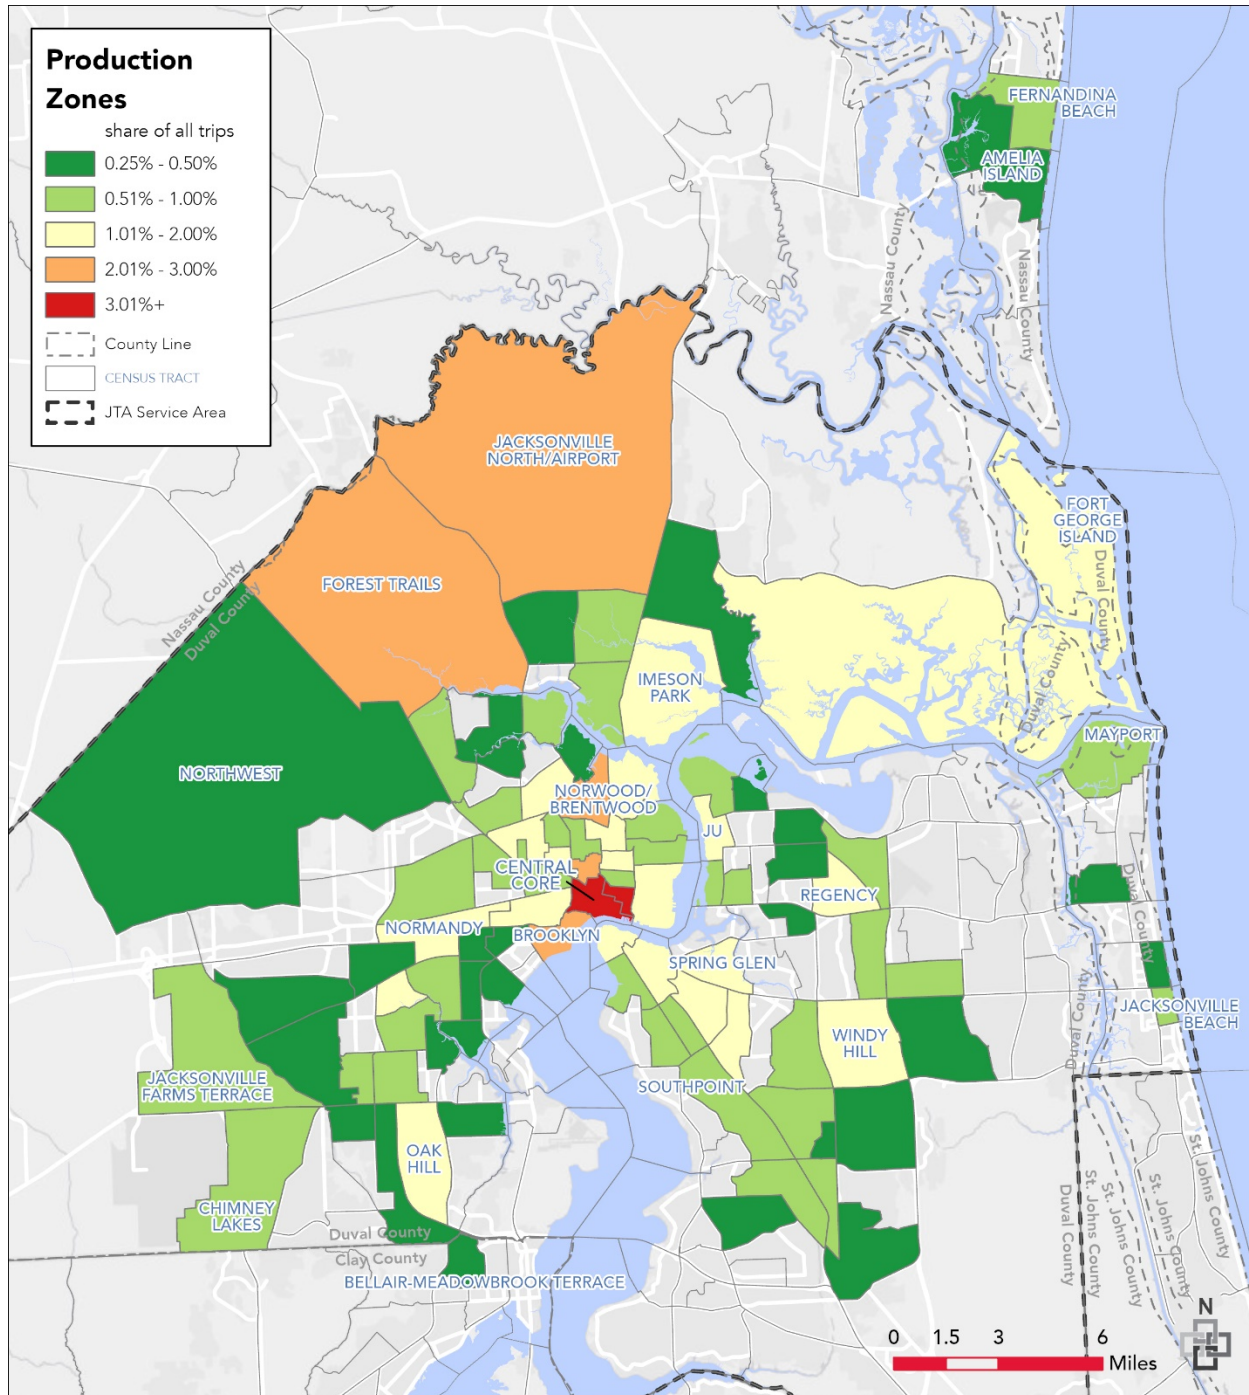 Production
Zones
share of all trips
0.25% - 0.50%
0.51% - 1.00%
1.01% - 2.00%
2.01% - 3.00%
3.01%+
County Line
CENSUS TRACT
JTA Service Area
FERNANDINA
BEACH
AMELIA
ISLAND
Nassau County
Nassau County
JACKSONVILLE
NORTH/AIRPORT
FORT
GEORGE
ISLAND
Duval County
Nassau County
Duval County
FOREST TRAILS
IMESON
PARK
Duval County
MAYPORT
NORTHWEST
NORWOOD/
BRENTWOOD
JU
CENTRAL
CORE
REGENCY
Duval County
NORMANDY
BROOKLYN
SPRING GLEN
Duval County
JACKSONVILLE
BEACH
WINDY
HILL
JACKSONVILLE
FARMS TERRACE
SOUTHPOINT
OAK
HILL
CHIMNEY
LAKES
Duval County
Clay County
BELLAIR-MEADOWBROOK TERRACE
Duval County
St. Johns County
St. Johns County
St. Johns County
St. Johns County
N
0 1.5 3 6
Miles